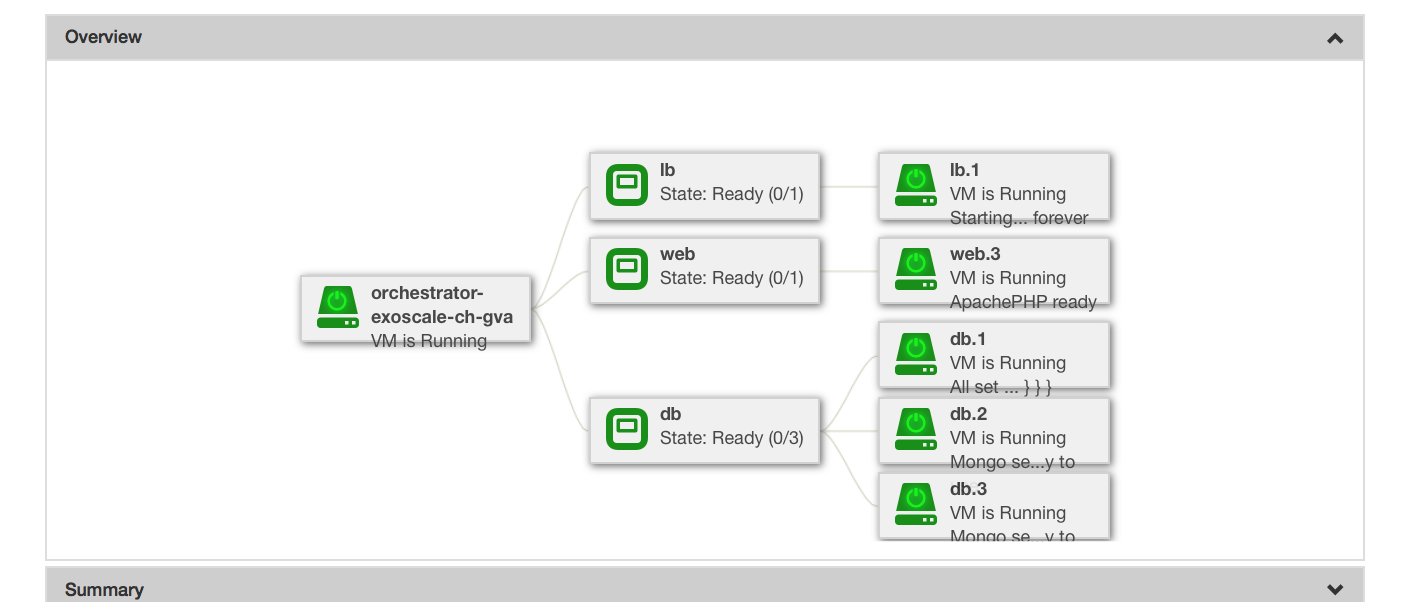 Overview
orchestrator-
exoscale-ch-gva
VM is Running
lb
State: Ready (0/1)
web
State: Ready (0/1)
db
State: Ready (0/3)
lb.1
VM is Running
Starting... forever
web.3
VM is Running
ApachePHP ready
db.1
VM is Running
All set ... } } }
db.2
VM is Running
Mongo se...y to
db.3
VM is Running
Mongo se...y to
Summary